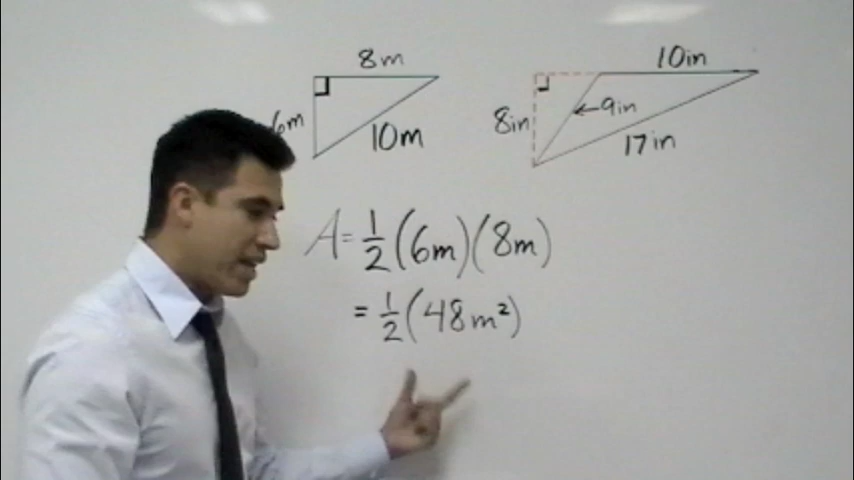 8m
6m
10m
10in
8in
9in
17in
A = 1/2 (6m)(8m)
= 1/2 (48m²)